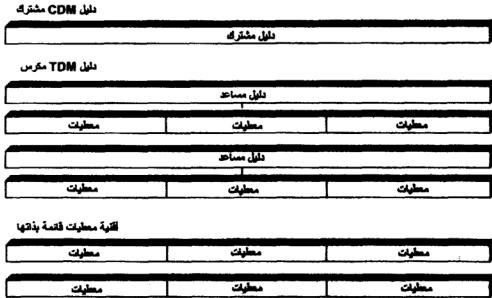 دليل CDM مشترك
دليل مشترك
دليل TDM مكرس
دليل مساعد
معطيات معطيات معطيات
دليل مساعد
معطيات معطيات معطيات
أقنية معطيات قائمة بذاتها
معطيات معطيات معطيات
معطيات معطيات معطيات